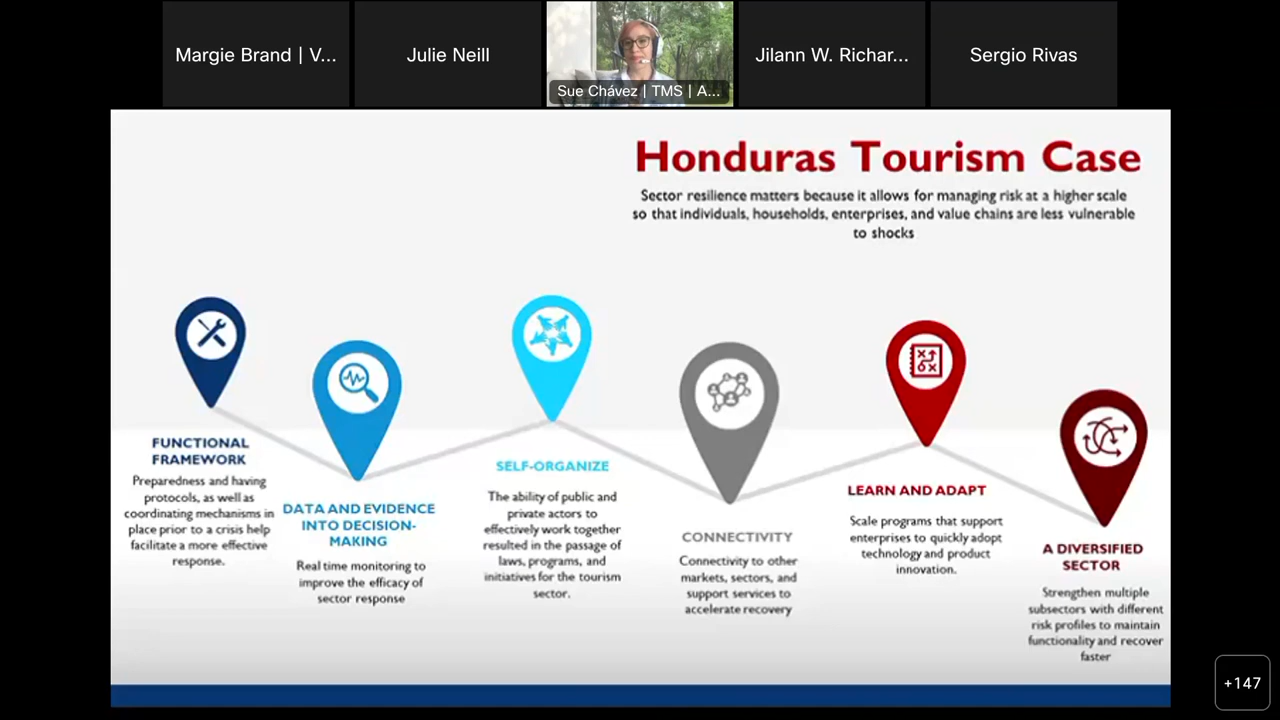 Margie Brand | V...
Julie Neill
Sue Chávez | TMS | A...
Jilann W. Richar...
Sergio Rivas
Honduras Tourism Case
Sector resilience matters because it allows for managing risk at a higher scale
so that individuals, households, enterprises, and value chains are less vulnerable
to shocks
FUNCTIONAL
FRAMEWORK
Preparedness and having
protocols, as well as
coordinating mechanisms in
place prior to a crisis help
facilitate a more effective
response.
DATA AND EVIDENCE
INTO DECISION-
MAKING
Real time monitoring to
improve the efficacy of
sector response
SELF-ORGANIZE
The ability of public and
private actors to
effectively work together
resulted in the passage of
laws, programs, and
initiatives for the tourism
sector.
CONNECTIVITY
Connectivity to other
markets, sectors, and
support services to
accelerate recovery
LEARN AND ADAPT
Scale programs that support
enterprises to quickly adopt
technology and product
innovation.
A DIVERSIFIED
SECTOR
Strengthen multiple
subsectors with different
risk profiles to maintain
functionality and recover
faster
+147